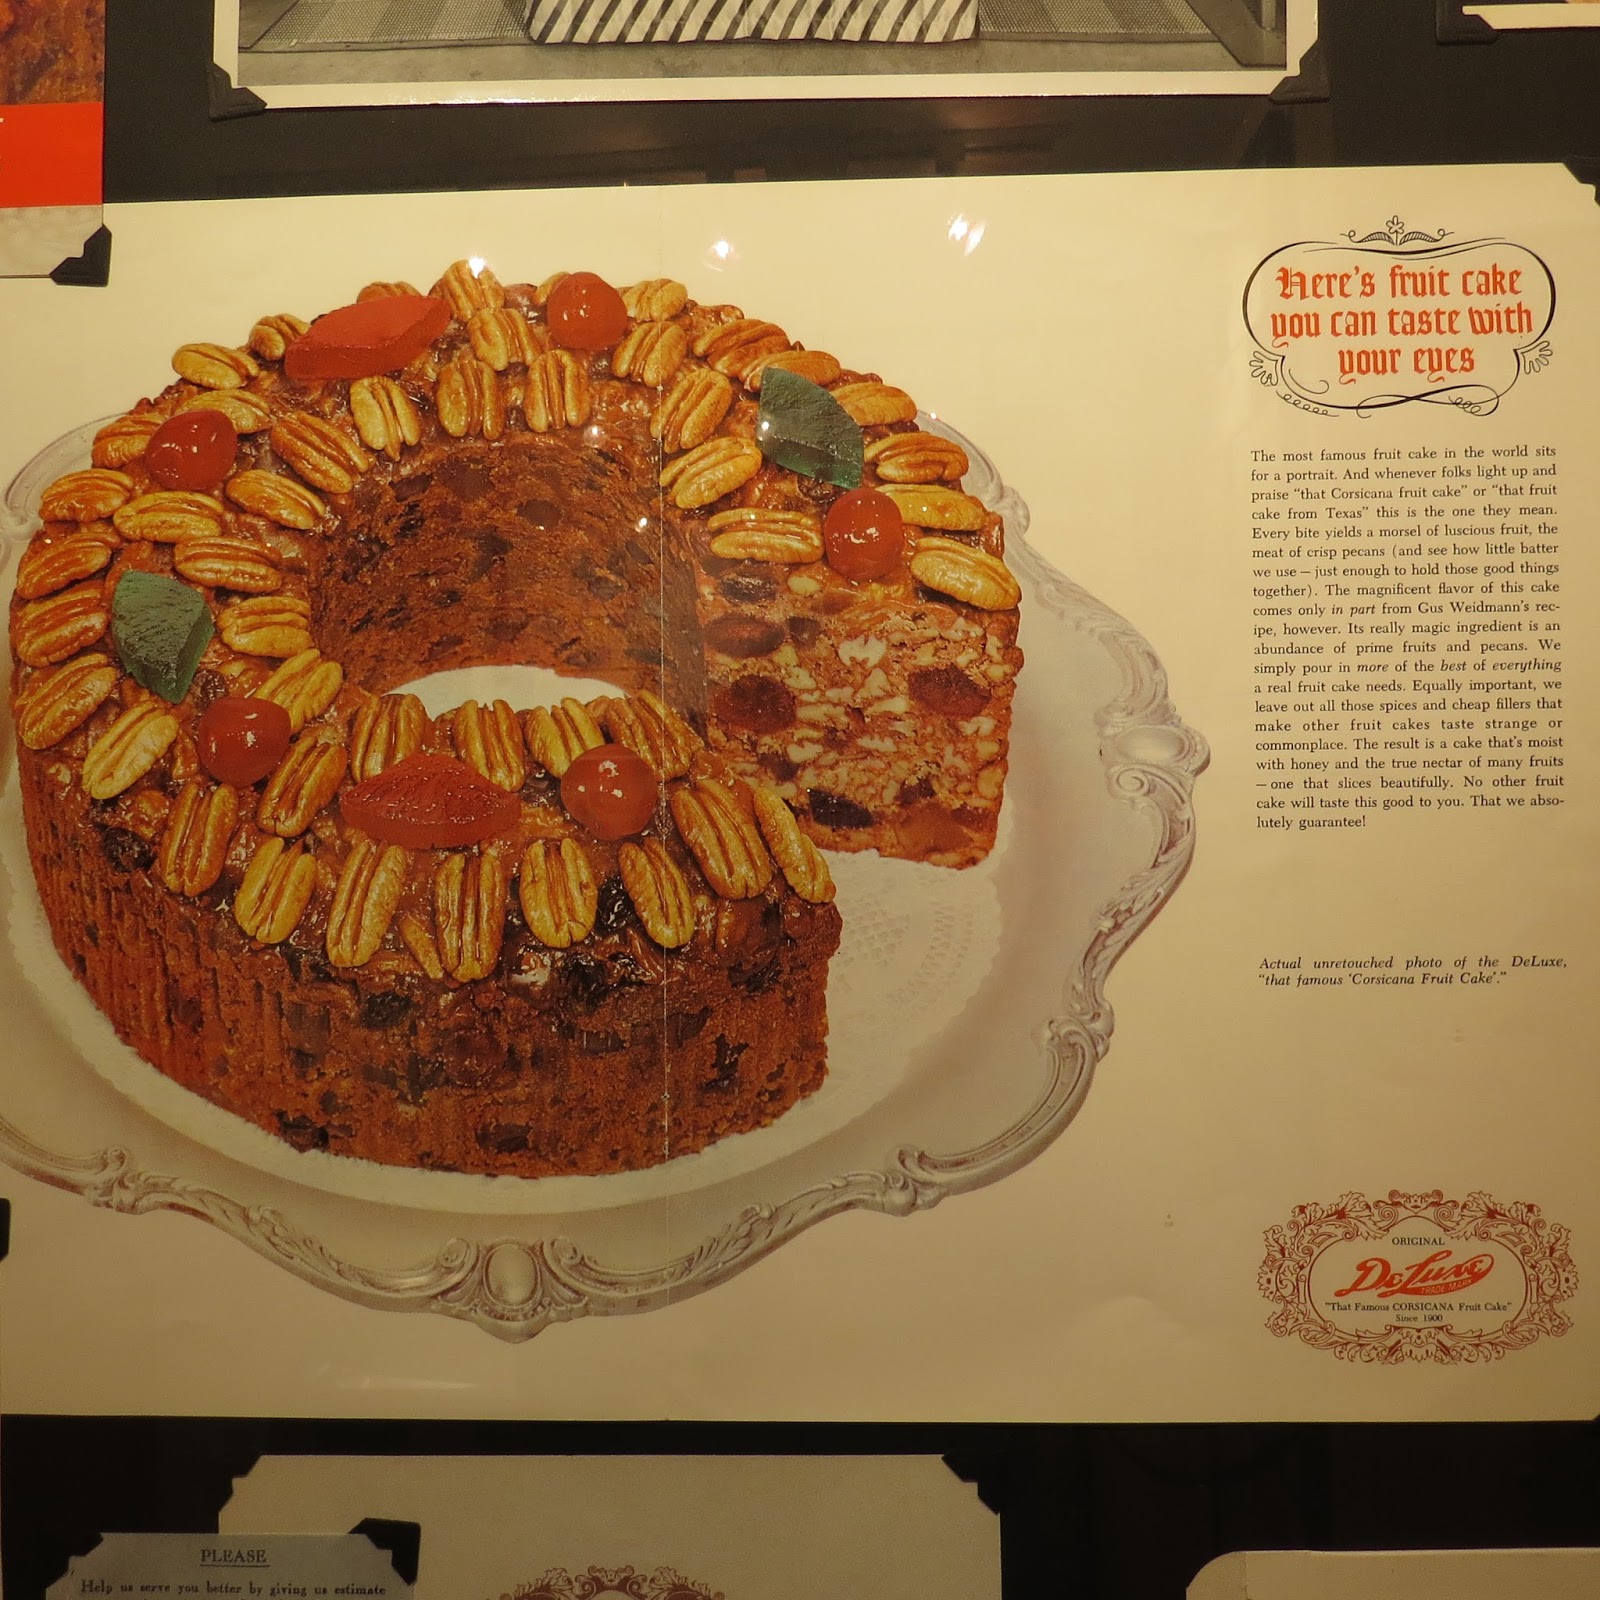 Here's fruit cake
you can taste with
your eyes
The most famous fruit cake in the world sits
for a portrait. And whenever folks light up and
praise "that Corsicana fruit cake" or "that fruit
cake from Texas" this is the one they mean.
Every bite yields a morsel of luscious fruit, the
meat of crisp pecans (and see how little batter
we use — just enough to hold those good things
together). The magnificent flavor of this cake
comes only in part from Gus Weidmann's rec-
ipe, however. Its really magic ingredient is an
abundance of prime fruits and pecans. We
simply pour in more of the best of everything
a real fruit cake needs. Equally important, we
leave out all those spices and cheap fillers that
make other fruit cakes taste strange or
commonplace. The result is a cake that's moist
with honey and the true nectar of many fruits
— one that slices beautifully. No other fruit
cake will taste this good to you. That we abso-
lutely guarantee!
Actual unretouched photo of the DeLuxe,
"that famous 'Corsicana Fruit Cake'."
ORIGINAL
DeLuxe
TRADE MARK
"That Famous CORSICANA Fruit Cake"
Since 1900
PLEASE
Help us serve you better by giving us estimate